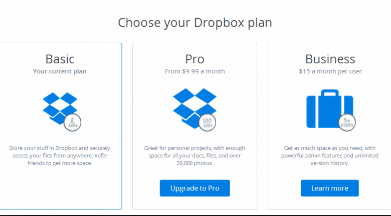 Choose your Dropbox plan
Basic
Your current plan
2
GB+
Store your stuff in Dropbox and securely
access your files from anywhere. Refer
friends to get more space.
Pro
From $9.99 a month
100
GB+
Great for personal projects, with enough
space for all your docs, files, and over
20,000 photos.
Upgrade to Pro
Business
$15 a month per user
5+
users
Get as much space as you need, with
powerful admin features and unlimited
version history.
Learn more